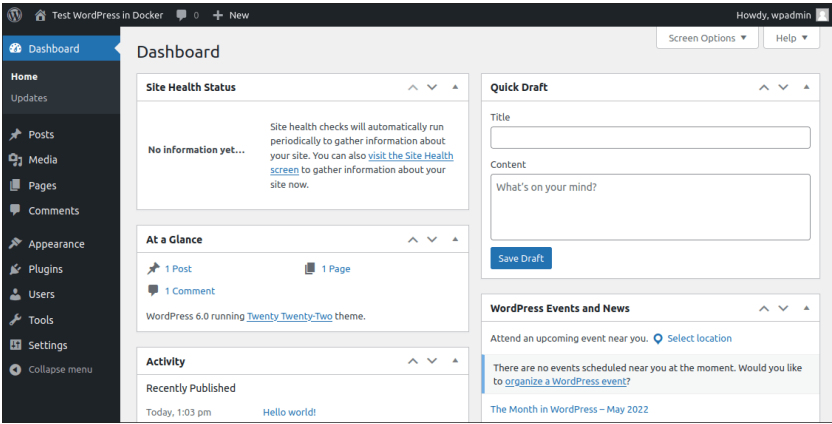 Test WordPress in Docker 0 + New Howdy, wpadmin
Dashboard
Home
Updates
Posts
Media
Pages
Comments
Appearance
Plugins
Users
Tools
Settings
Collapse menu
Screen Options ▼ Help ▼
Dashboard
Site Health Status
No information yet...
Site health checks will automatically run
periodically to gather information about
your site. You can also visit the Site Health
screen to gather information about your
site now.
At a Glance
1 Post 1 Page
1 Comment
WordPress 6.0 running Twenty Twenty-Two theme.
Activity
Recently Published
Today, 1:03 pm Hello world!
Quick Draft
Title
Content
What's on your mind?
Save Draft
WordPress Events and News
Attend an upcoming event near you. Select location
There are no events scheduled near you at the moment. Would you like
to organize a WordPress event?
The Month in WordPress – May 2022